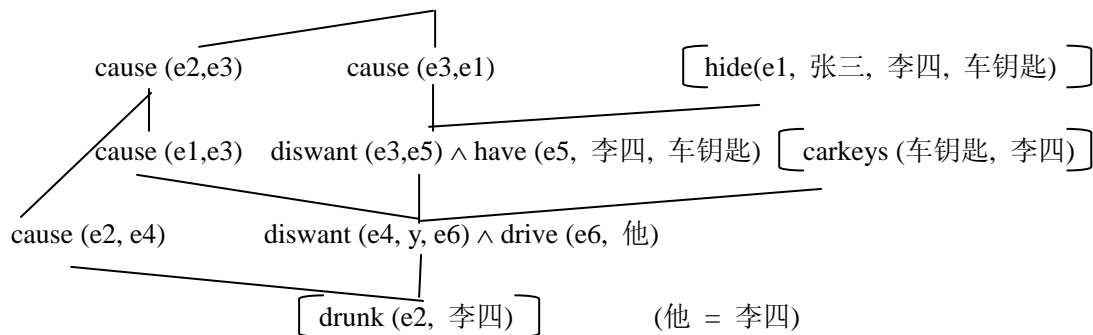 cause (e2,e3) cause (e3,e1) hide(e1, 张三, 李四, 车钥匙)
cause (e1,e3) diswant (e3,e5) ∧ have (e5, 李四, 车钥匙) carkeys (车钥匙, 李四)
cause (e2, e4) diswant (e4, y, e6) ∧ drive (e6, 他)
drunk (e2, 李四) (他 = 李四)